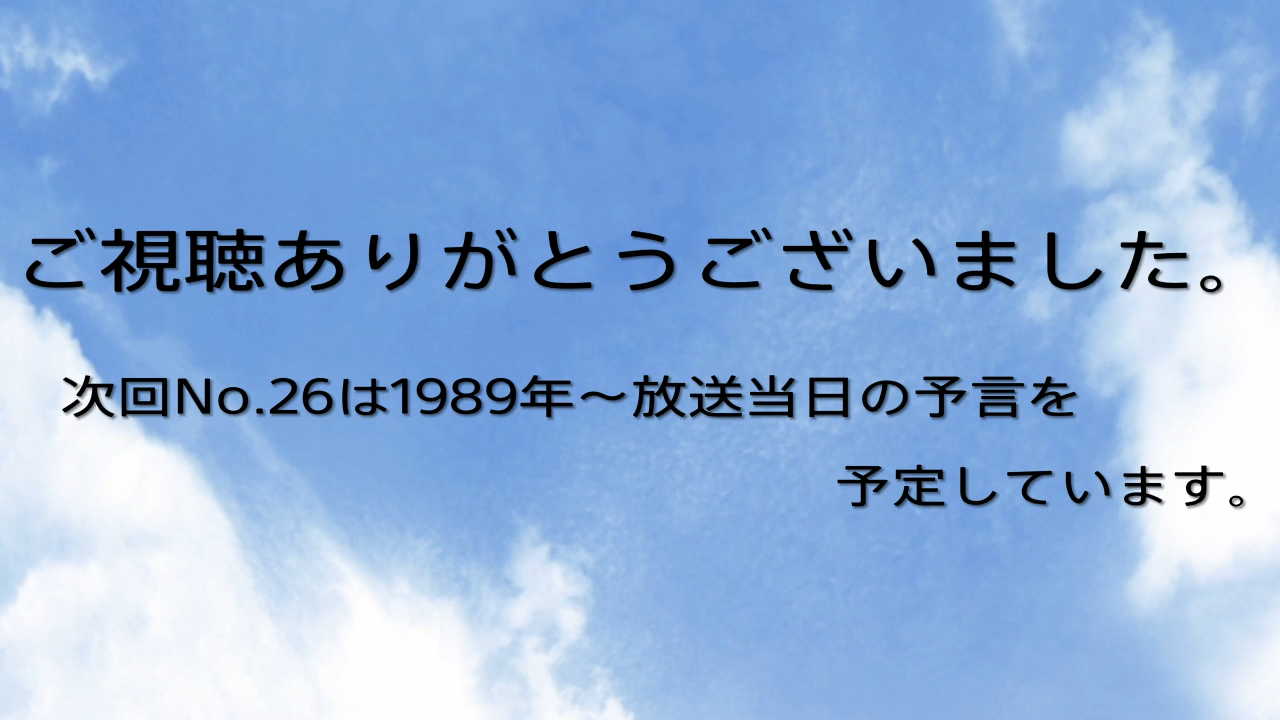 ご視聴ありがとうございました。
次回No.26は1989年～放送当日の予言を
予定しています。